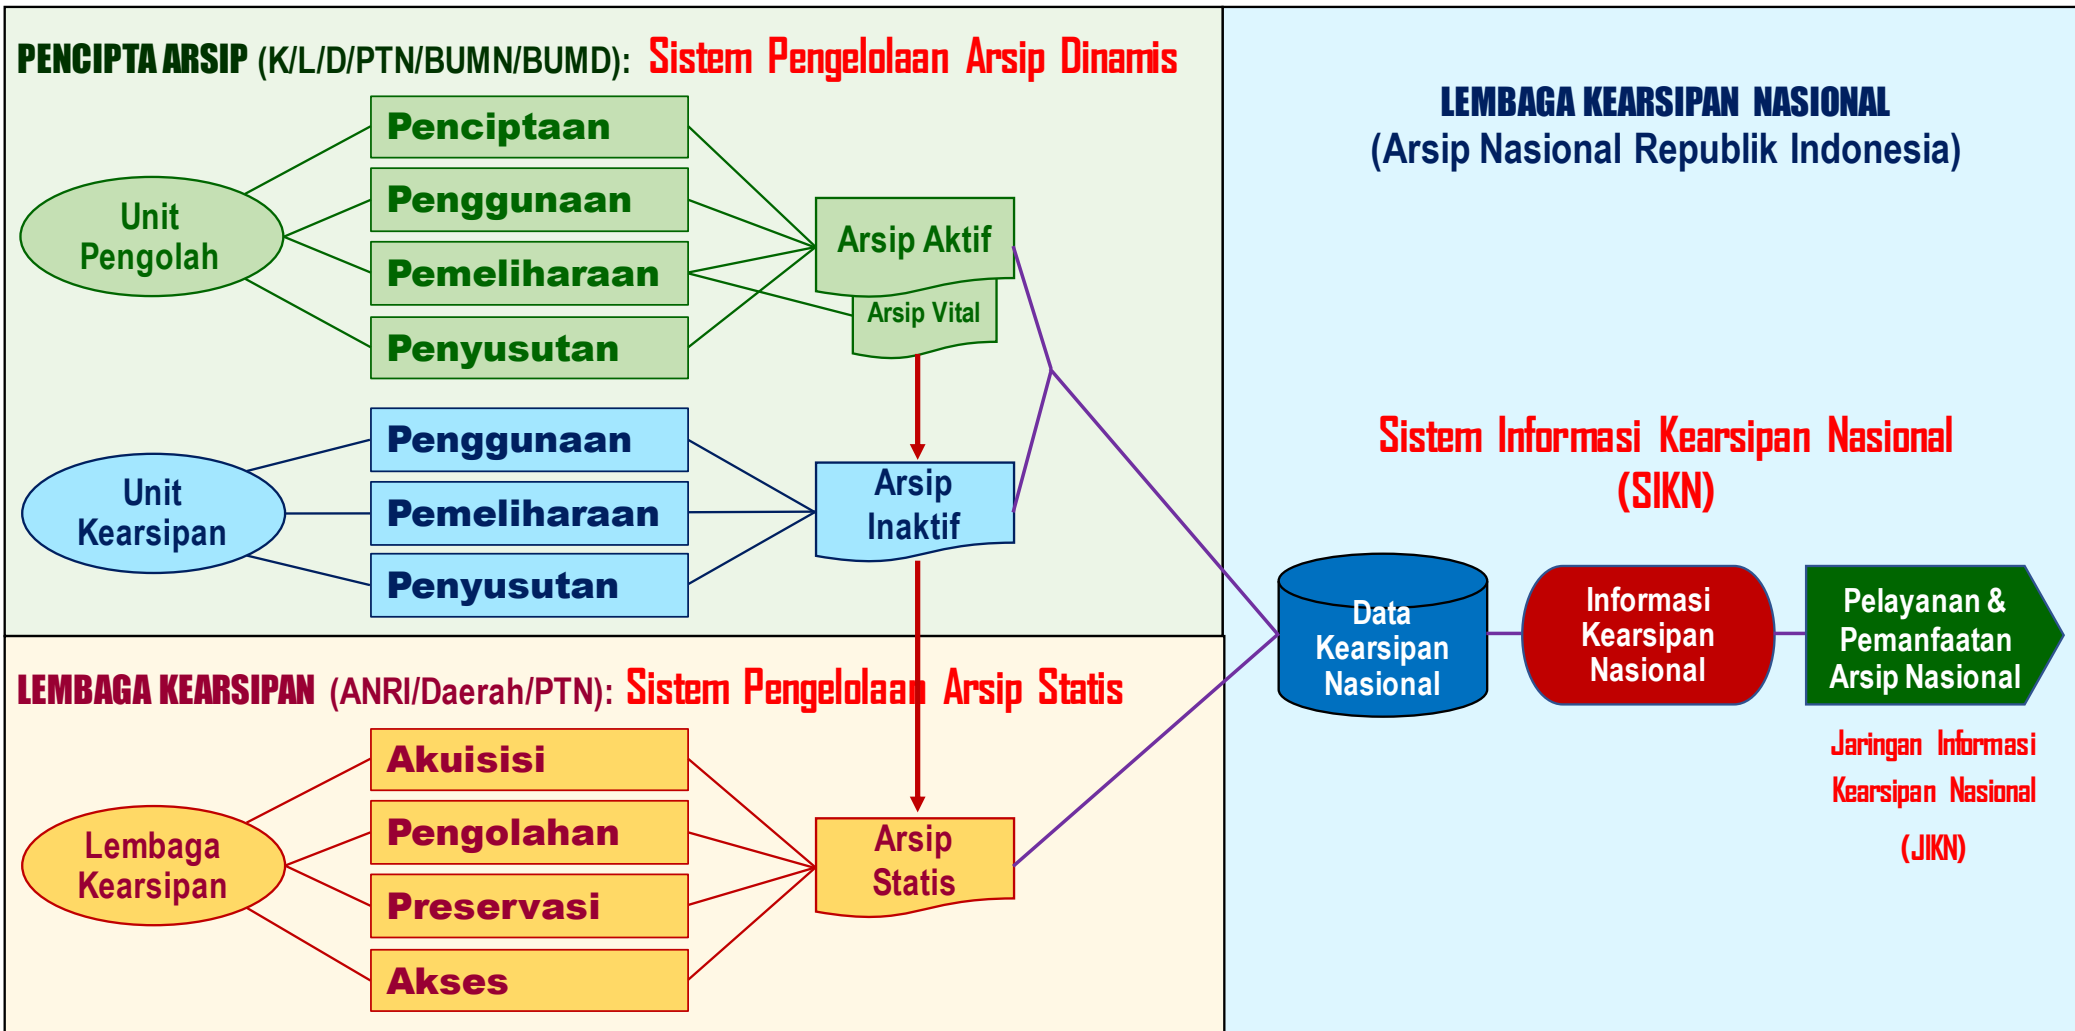 PENCIPTA ARSIP (K/L/D/PTN/BUMN/BUMD): Sistem Pengelolaan Arsip Dinamis
Unit
Pengolah
Penciptaan
Penggunaan
Pemeliharaan
Penyusutan
Arsip Aktif
Arsip Vital
Unit
Kearsipan
Penggunaan
Pemeliharaan
Penyusutan
Arsip
Inaktif
LEMBAGA KEARSIPAN (ANRI/Daerah/PTN): Sistem Pengelolaan Arsip Statis
Lembaga
Kearsipan
Akuisisi
Pengolahan
Preservasi
Akses
Arsip
Statis
LEMBAGA KEARSIPAN NASIONAL
(Arsip Nasional Republik Indonesia)
Sistem Informasi Kearsipan Nasional
(SIKN)
Data
Kearsipan
Nasional
Informasi
Kearsipan
Nasional
Pelayanan &
Pemanfaatan
Arsip Nasional
Jaringan Informasi
Kearsipan Nasional
(JIKN)